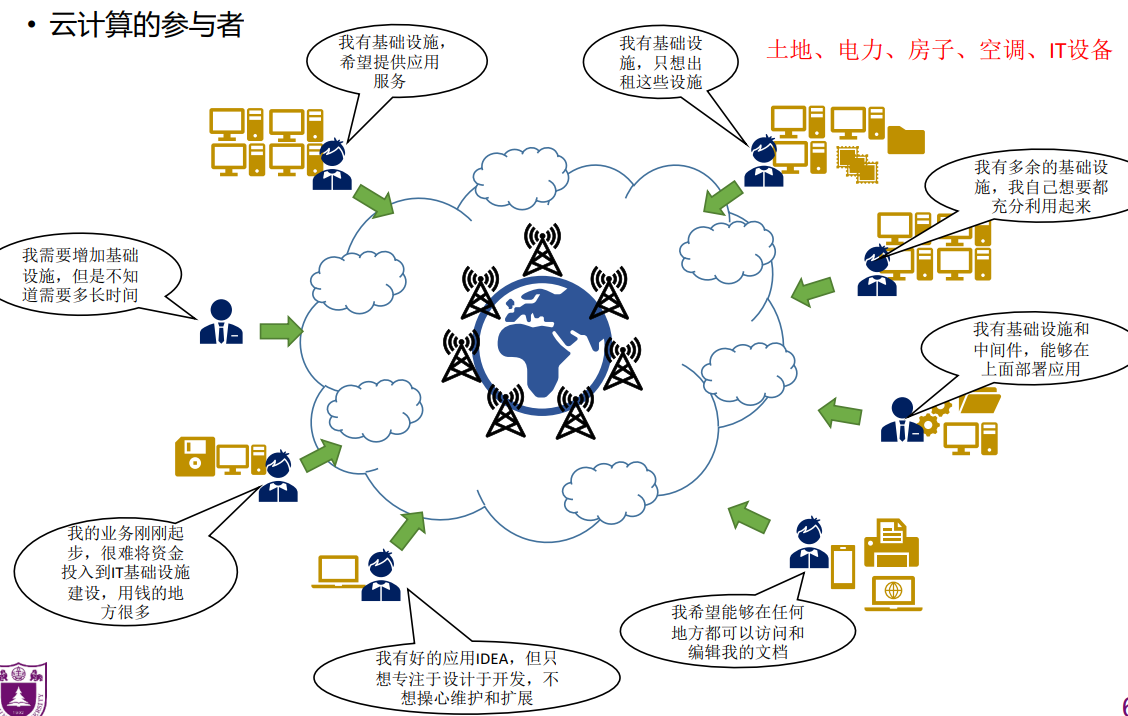 • 云计算的参与者
我有基础设施，
希望提供应用
服务
我有基础设
施，只想出
租这些设施
土地、电力、房子、空调、IT设备
我有多余的基础设
施，我自己想要都
充分利用起来
我需要增加基础
设施，但是不知
道需要多长时间
我有基础设施和
中间件，能够在
上面部署应用
我的业务刚刚起
步，很难将资金
投入到IT基础设施
建设，用钱的地
方很多
我希望能够在任何
地方都可以访问和
编辑我的文档
我有好的应用IDEA，但只
想专注于设计于开发，不
想操心维护和扩展